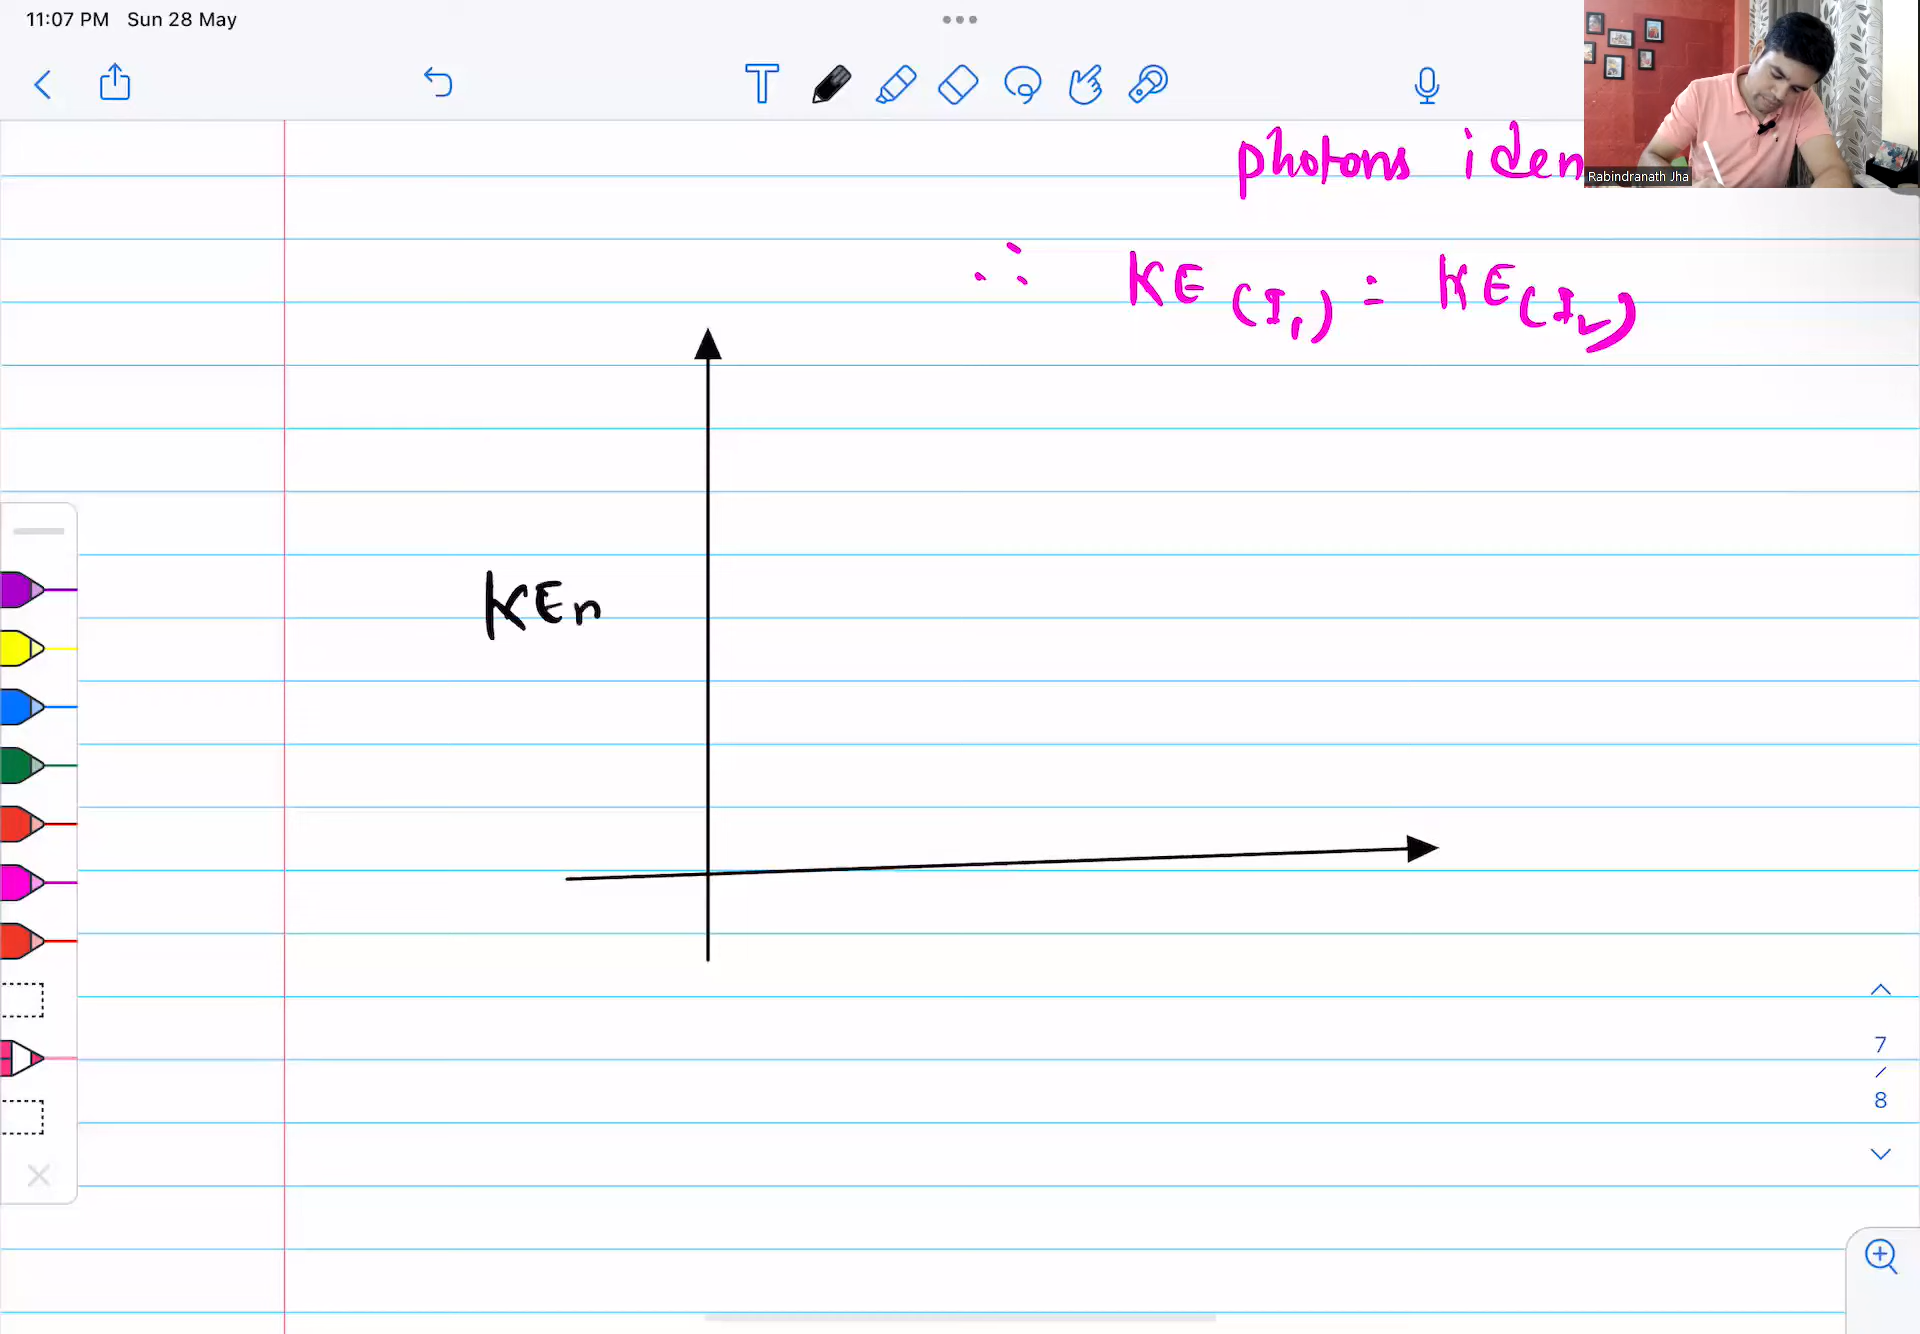 11:07 PM Sun 28 May
T
photons iden
Rabindranath Jha
∴ KE (I₁) = KE (I₂)
KEn
7
/
8